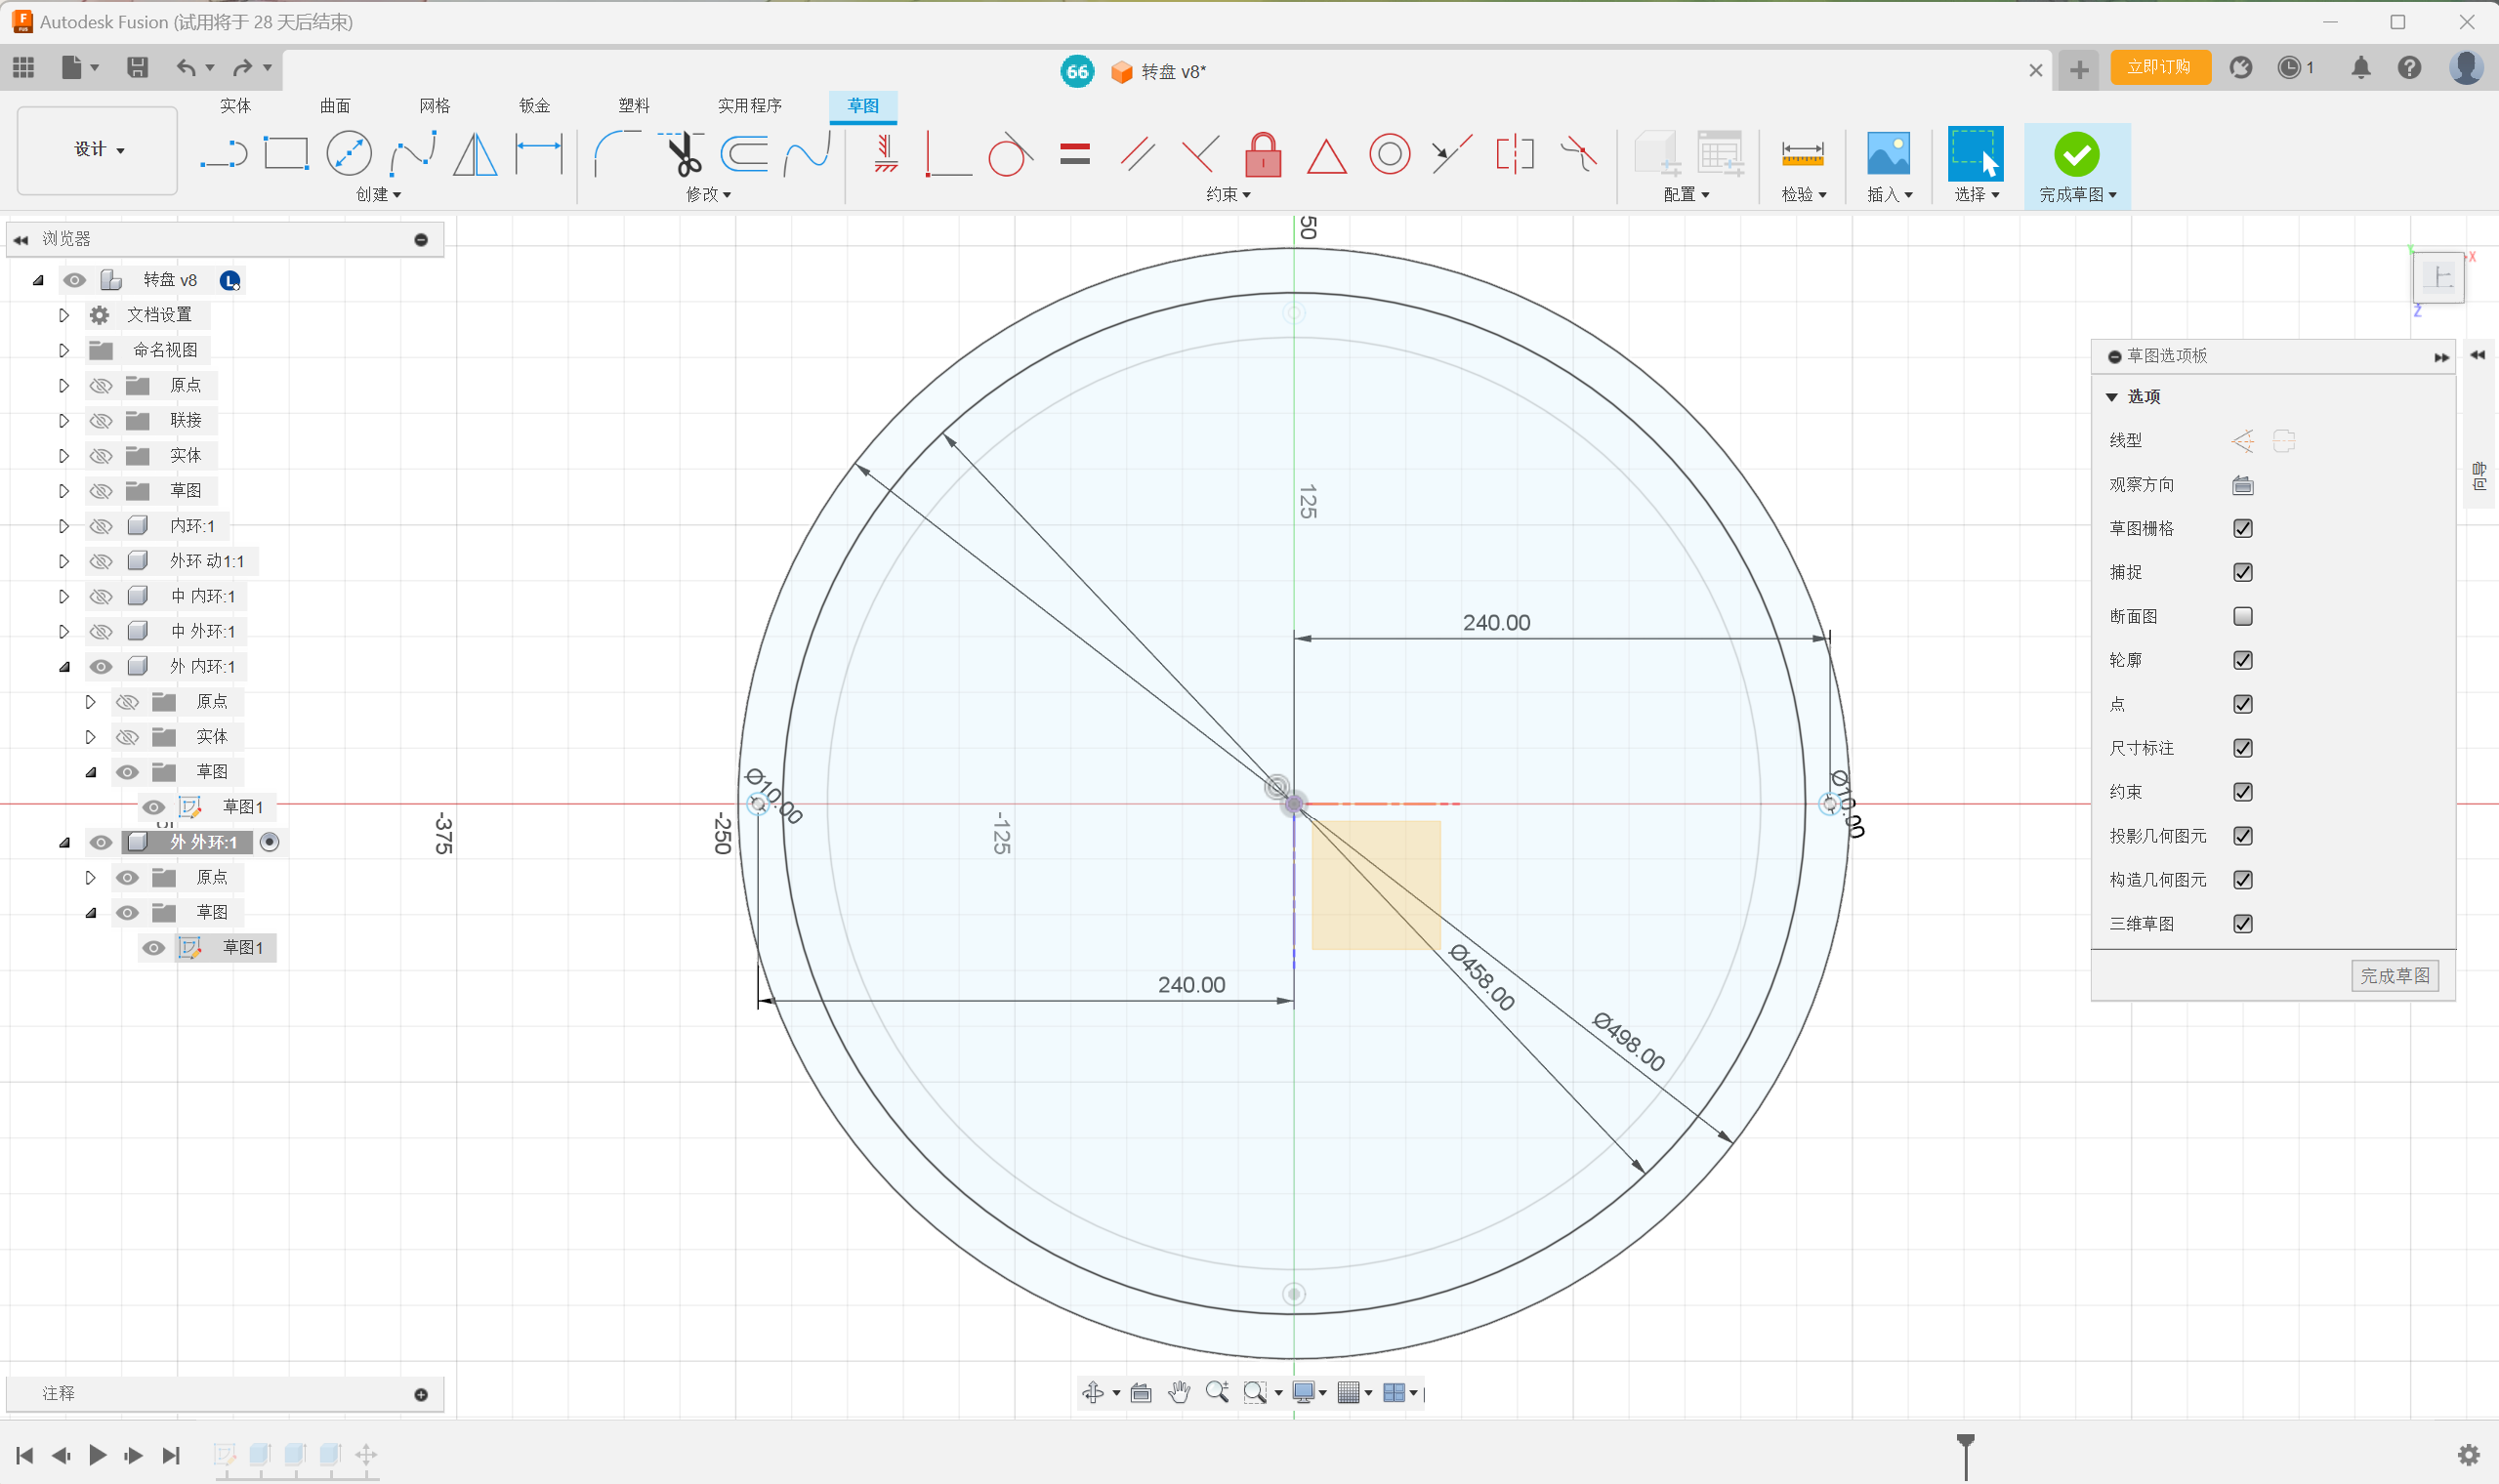 Autodesk Fusion (试用将于 28 天后结束)
66
转盘 v8*
立即订购
1
设计
实体
曲面
网格
钣金
塑料
实用程序
草图
创建
修改
约束
配置
检验
插入
选择
完成草图
浏览器
转盘 v8
L
文档设置
命名视图
原点
联接
实体
草图
内环:1
外环 动1:1
中 内环:1
中 外环:1
外 内环:1
原点
实体
草图
草图1
外 外环:1
原点
草图
草图1
50
125
240.00
Ø10.00
Ø10.00
-375
-250
-125
240.00
Ø458.00
Ø498.00
上
X
Z
草图选项板
选项
线型
观察方向
草图栅格
捕捉
断面图
轮廓
点
尺寸标注
约束
投影几何图元
构造几何图元
三维草图
完成草图
注释